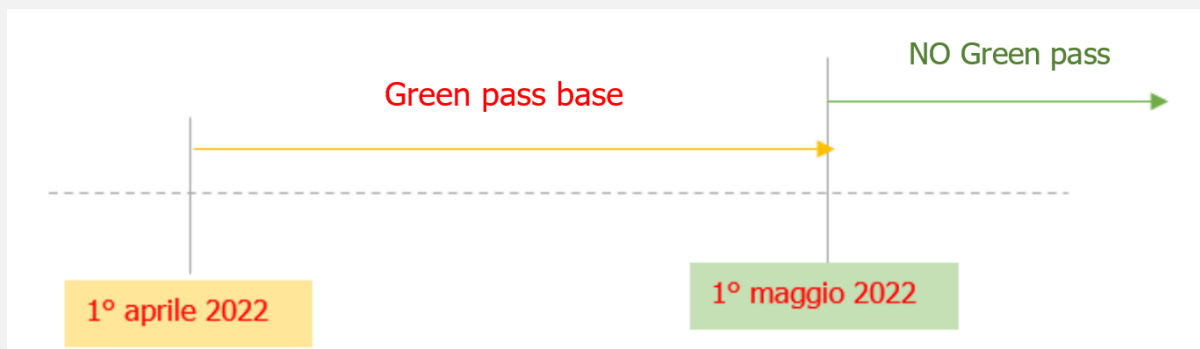 NO Green pass
Green pass base
1° aprile 2022
1° maggio 2022